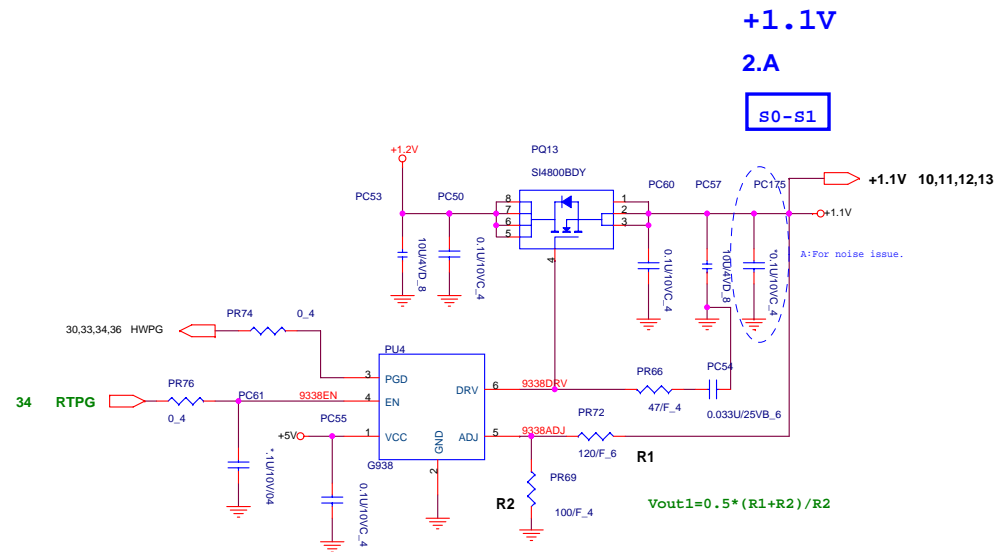 +1.1V
2.A
S0-S1
+1.2V
PQ13
SI4800BDY
PC53
PC50
8
7
6
5
1
2
3
4
PC60
PC57
PC175
+1.1V 10,11,12,13
+1.1V
10U/4VD_8
0.1U/10VC_4
0.1U/10VC_4
10U/4VD_8
*0.1U/10VC_4
A:For noise issue.
30,33,34,36 HWPG
PR74
0_4
PU4
3
PGD
DRV
6
9338DRV
PR66
47/F_4
PC54
0.033U/25VB_6
34 RTPG
PR76
0_4
PC61
9338EN
4
EN
PC55
+5V
1
VCC
GND
2
ADJ
5
9338ADJ
PR72
120/F_6
R1
G938
*.1U/10V/04
0.1U/10VC_4
R2
PR69
100/F_4
Vout1=0.5*(R1+R2)/R2